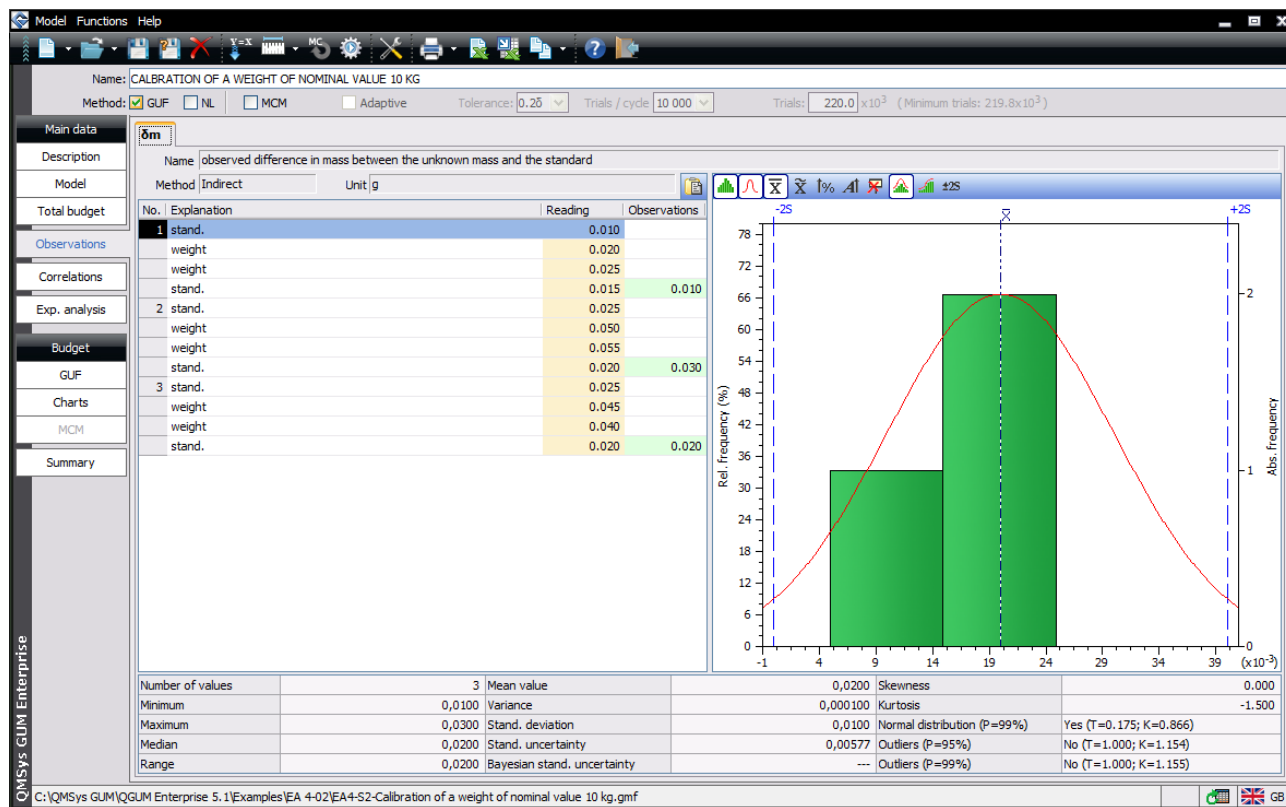 Model Functions Help
Y=X MC
Name: CALBRATION OF A WEIGHT OF NOMINAL VALUE 10 KG
Method: GUF NL MCM Adaptive Tolerance: 0.2δ Trials / cycle 10 000 Trials: 220.0 x10³ (Minimum trials: 219.8x10³)
Main data
Description
Model
Total budget
Observations
Correlations
Exp. analysis
Budget
GUF
Charts
MCM
Summary
QMSys GUM Enterprise
δm
Name observed difference in mass between the unknown mass and the standard
Method Indirect Unit g
No. Explanation Reading Observations
1 stand. 0.010
weight 0.020
weight 0.025
stand. 0.015 0.010
2 stand. 0.025
weight 0.050
weight 0.055
stand. 0.020 0.030
3 stand. 0.025
weight 0.045
weight 0.040
stand. 0.020 0.020
X X % A ±2S
-2S X +2S
Rel. frequency (%)
78
72
66
60
54
48
42
36
30
24
18
12
6
0
2
1
0
Abs. frequency
-1 4 9 14 19 24 29 34 39 (x10⁻³)
Number of values 3 Mean value 0,0200 Skewness 0.000
Minimum 0,0100 Variance 0,000100 Kurtosis -1.500
Maximum 0,0300 Stand. deviation 0,0100 Normal distribution (P=99%) Yes (T=0.175; K=0.866)
Median 0,0200 Stand. uncertainty 0,00577 Outliers (P=95%) No (T=1.000; K=1.154)
Range 0,0200 Bayesian stand. uncertainty --- Outliers (P=99%) No (T=1.000; K=1.155)
C:\QMSys GUM\QGUM Enterprise 5.1\Examples\EA 4-02\EA4-S2-Calibration of a weight of nominal value 10 kg.gmf GB